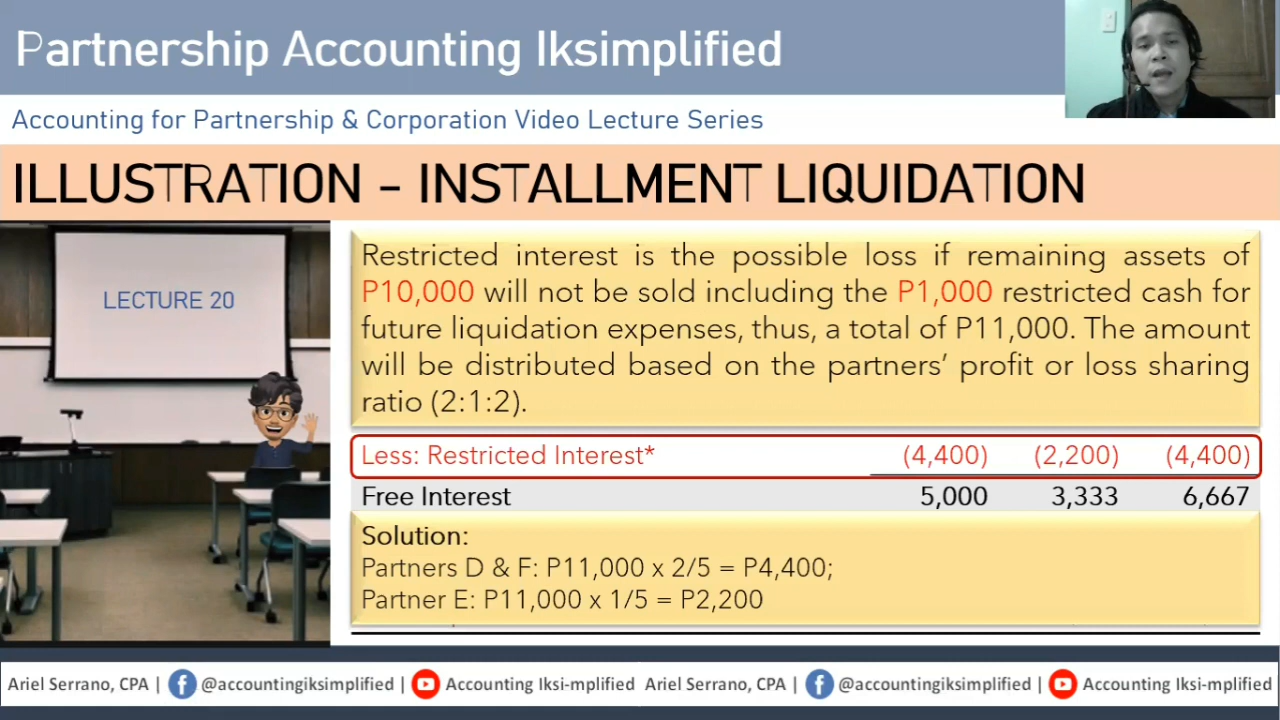 Partnership Accounting Iksimplified
Accounting for Partnership & Corporation Video Lecture Series
ILLUSTRATION – INSTALLMENT LIQUIDATION
LECTURE 20
Restricted interest is the possible loss if remaining assets of
P10,000 will not be sold including the P1,000 restricted cash for
future liquidation expenses, thus, a total of P11,000. The amount
will be distributed based on the partners’ profit or loss sharing
ratio (2:1:2).
Less: Restricted Interest* (4,400) (2,200) (4,400)
Free Interest 5,000 3,333 6,667
Solution:
Partners D & F: P11,000 x 2/5 = P4,400;
Partner E: P11,000 x 1/5 = P2,200
Ariel Serrano, CPA | @accountingiksimplified | Accounting Iksi-mplified Ariel Serrano, CPA | @accountingiksimplified | Accounting Iksi-mplified